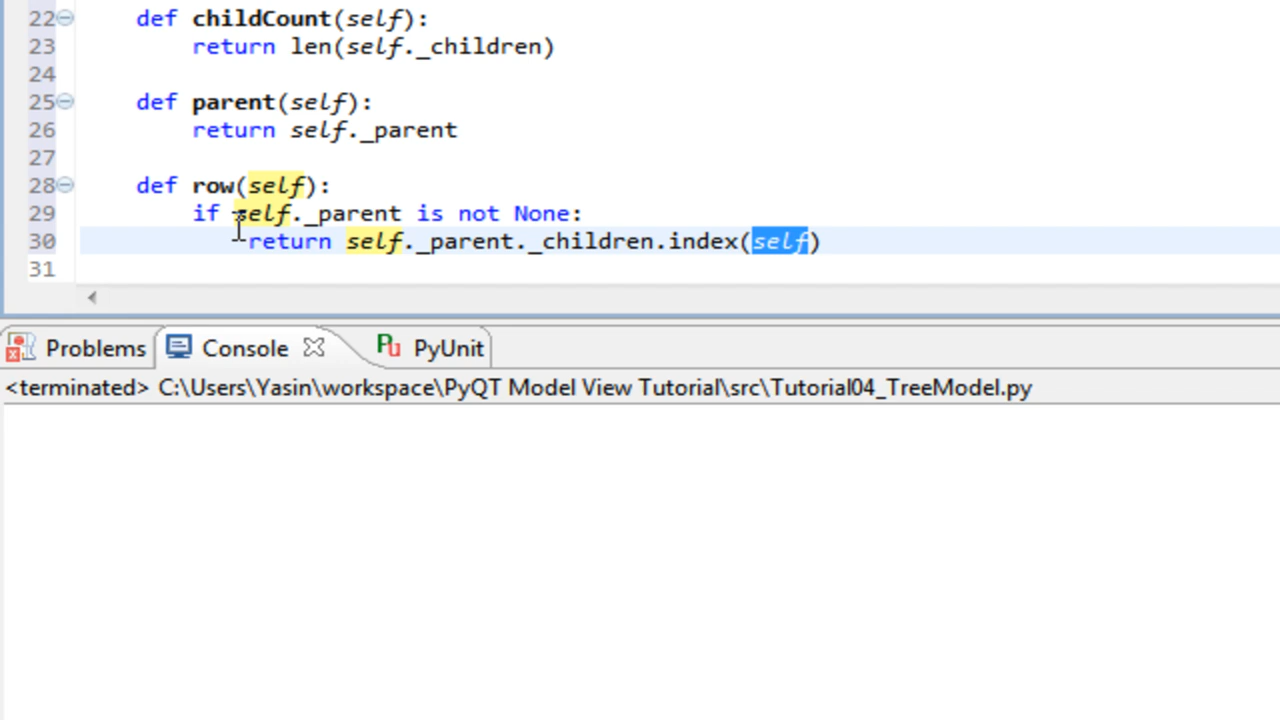 22 def childCount(self):
23 return len(self._children)
24
25 def parent(self):
26 return self._parent
27
28 def row(self):
29 if self._parent is not None:
30 return self._parent._children.index(self)
31
Problems Console PyUnit
<terminated> C:\Users\Yasin\workspace\PyQT Model View Tutorial\src\Tutorial04_TreeModel.py